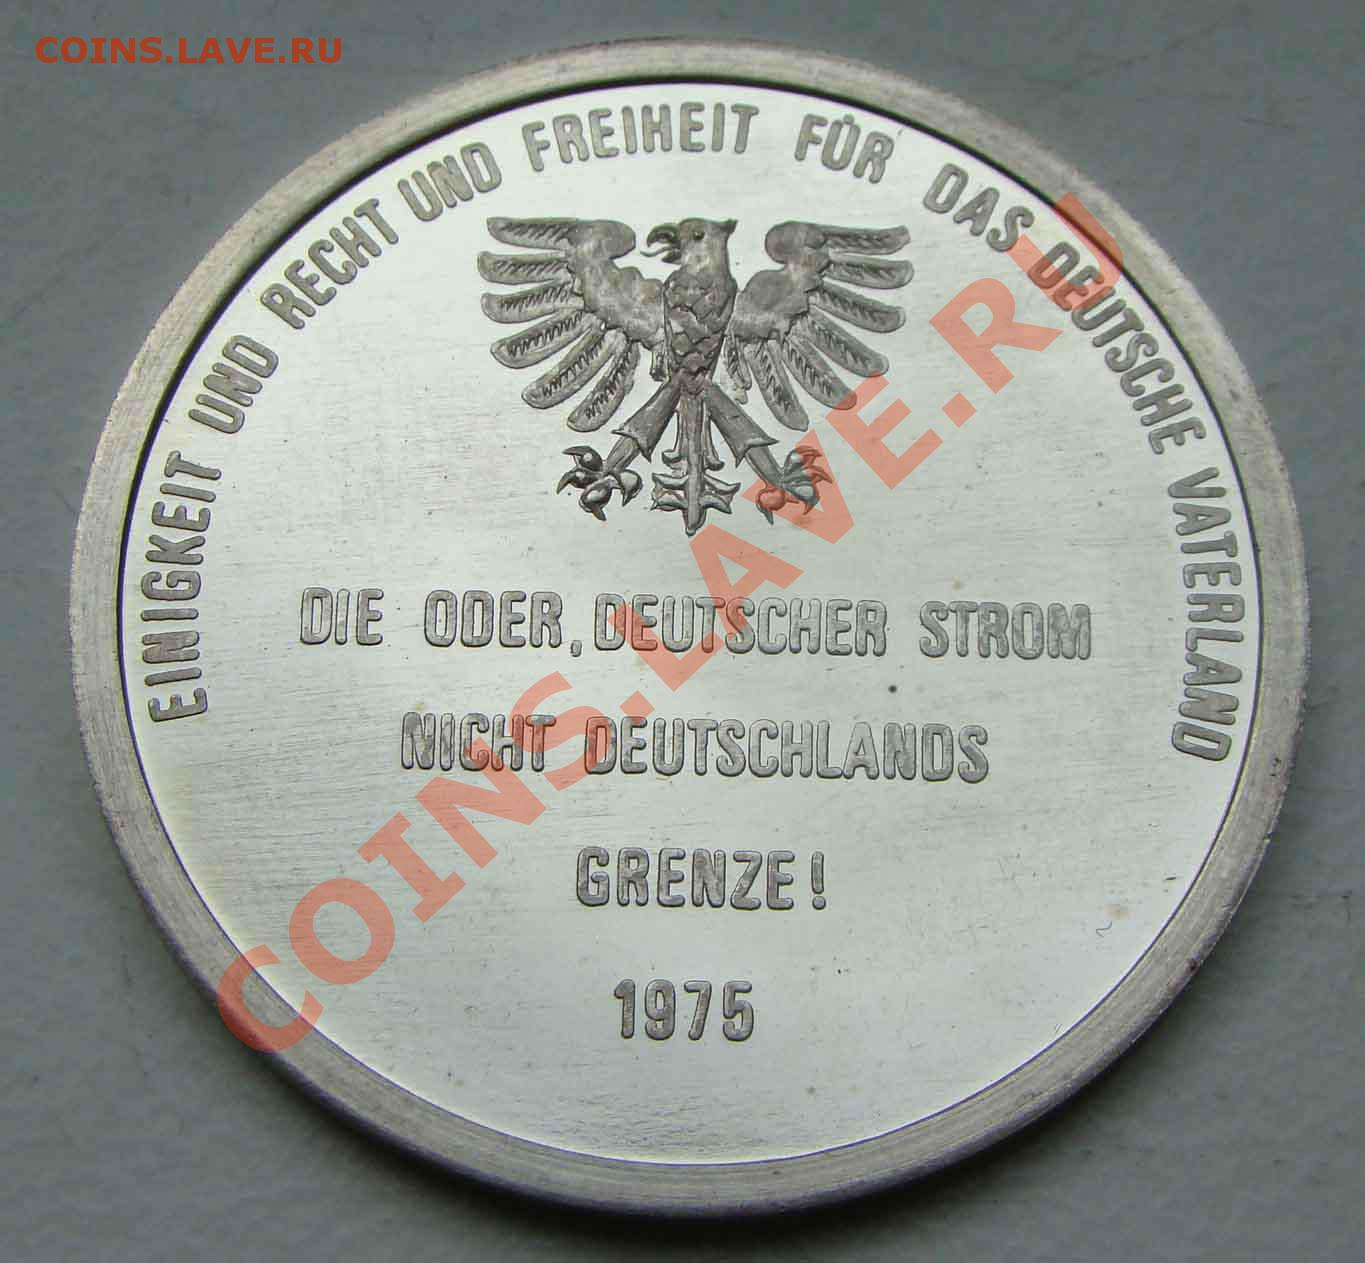 COINS.LAVE.RU
EINIGKEIT UND RECHT UND FREIHEIT FÜR DAS DEUTSCHE VATERLAND
DIE ODER, DEUTSCHER STROM
NICHT DEUTSCHLANDS
GRENZE!
1975
COINS.LAVE.RU